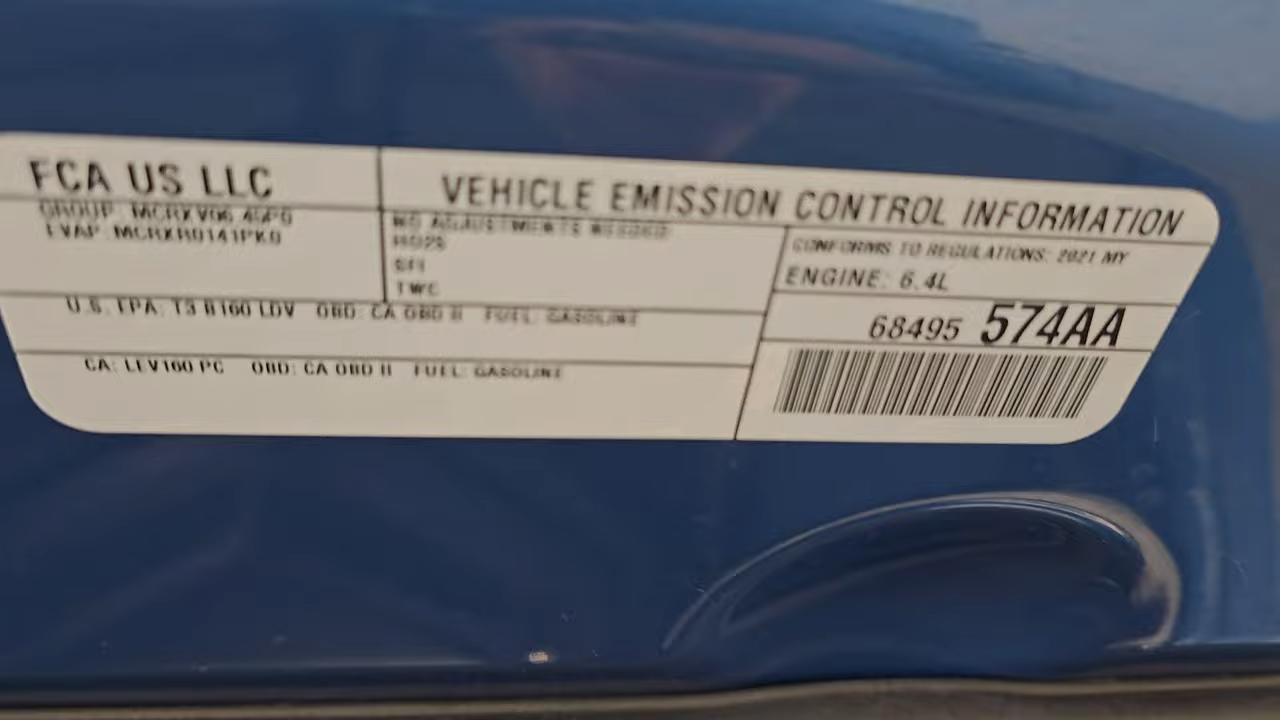 FCA US LLC
VEHICLE EMISSION CONTROL INFORMATION
GROUP: MCRXV06.4SP0
EVAP: MCRXR0141PK0
NO ADJUSTMENTS NEEDED
HO2S
SFI
TWC
CONFORMS TO REGULATIONS: 2021 MY
ENGINE: 6.4L
U.S. EPA: T3 B160 LDV OBD: CA OBD II FUEL: GASOLINE
68495 574AA
CA: LEV160 PC OBD: CA OBD II FUEL: GASOLINE